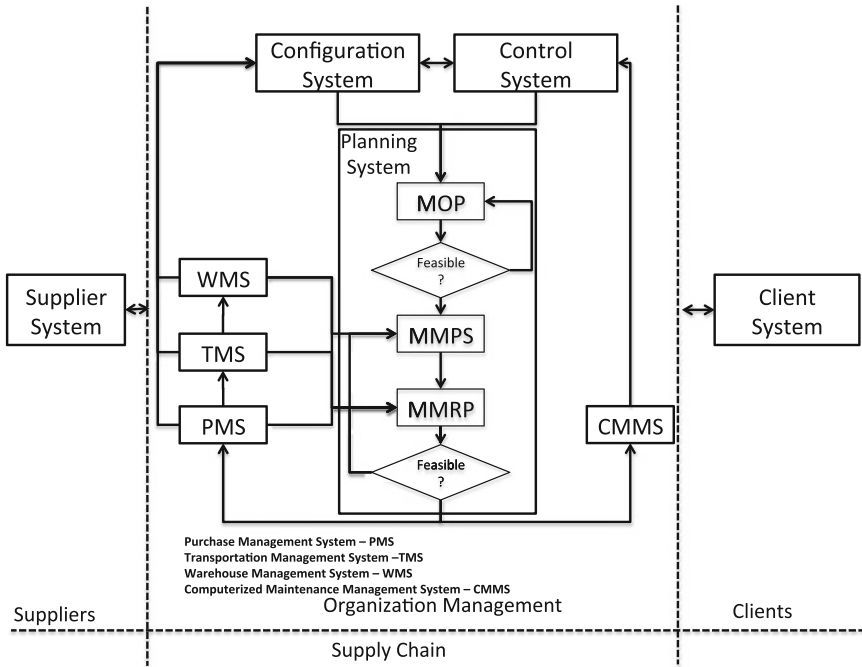 Configuration
System
Control
System
Planning
System
MOP
Feasible
?
WMS
Supplier
System
Client
System
MMPS
TMS
MMRP
PMS
CMMS
Feasible
?
Purchase Management System – PMS
Transportation Management System –TMS
Warehouse Management System – WMS
Computerized Maintenance Management System – CMMS
Suppliers
Organization Management
Clients
Supply Chain